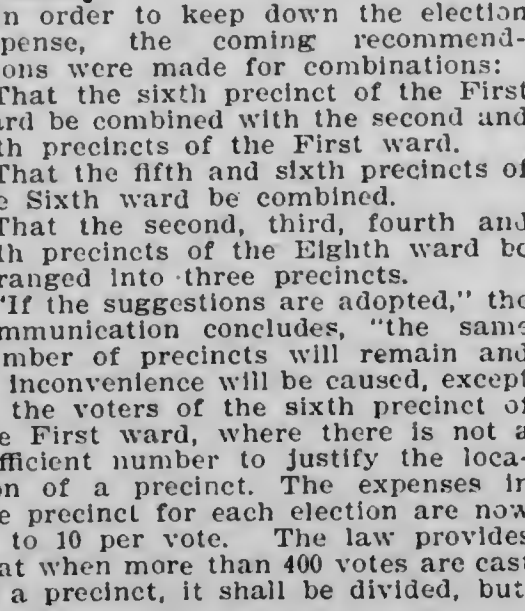 n order to keep down the election
pense, the coming recommend-
ons were made for combinations:
That the sixth precinct of the First
ard be combined with the second and
th precincts of the First ward.
That the fifth and sixth precincts of
e Sixth ward be combined.
That the second, third, fourth and
th precincts of the Eighth ward be
ranged into three precincts.
"If the suggestions are adopted," the
mmunication concludes, "the same
mber of precincts will remain and
inconvenience will be caused, except
the voters of the sixth precinct of
e First ward, where there is not a
fficient number to justify the loca-
on of a precinct. The expenses in
e precinct for each election are now
to 10 per vote. The law provides
at when more than 400 votes are cast
a precinct, it shall be divided, but